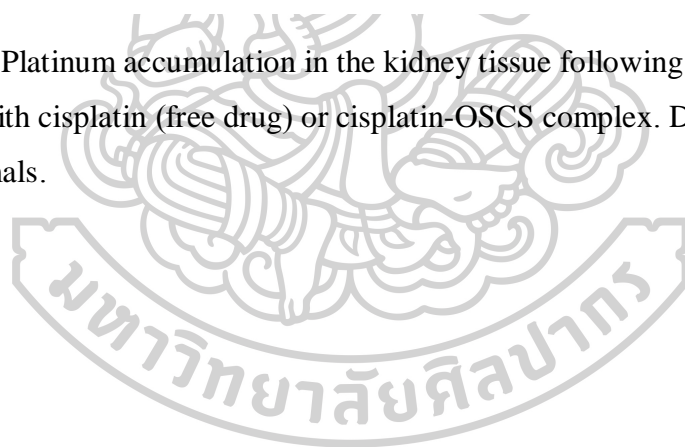 Platinum accumulation in the kidney tissue following
ith cisplatin (free drug) or cisplatin-OSCS complex. D
nals.
มหาวิทยาลัยศิลปากร